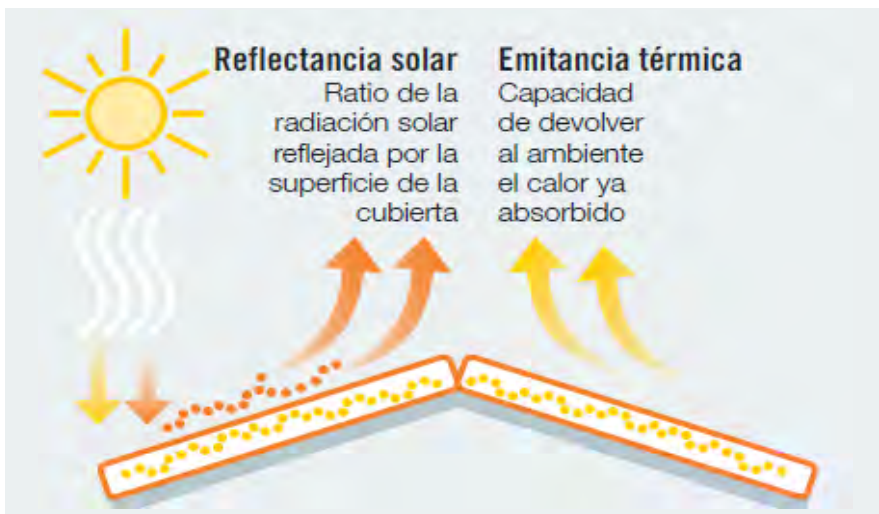 Reflectancia solar
Ratio de la
radiación solar
reflejada por la
superficie de la
cubierta
Emitancia térmica
Capacidad
de devolver
al ambiente
el calor ya
absorbido